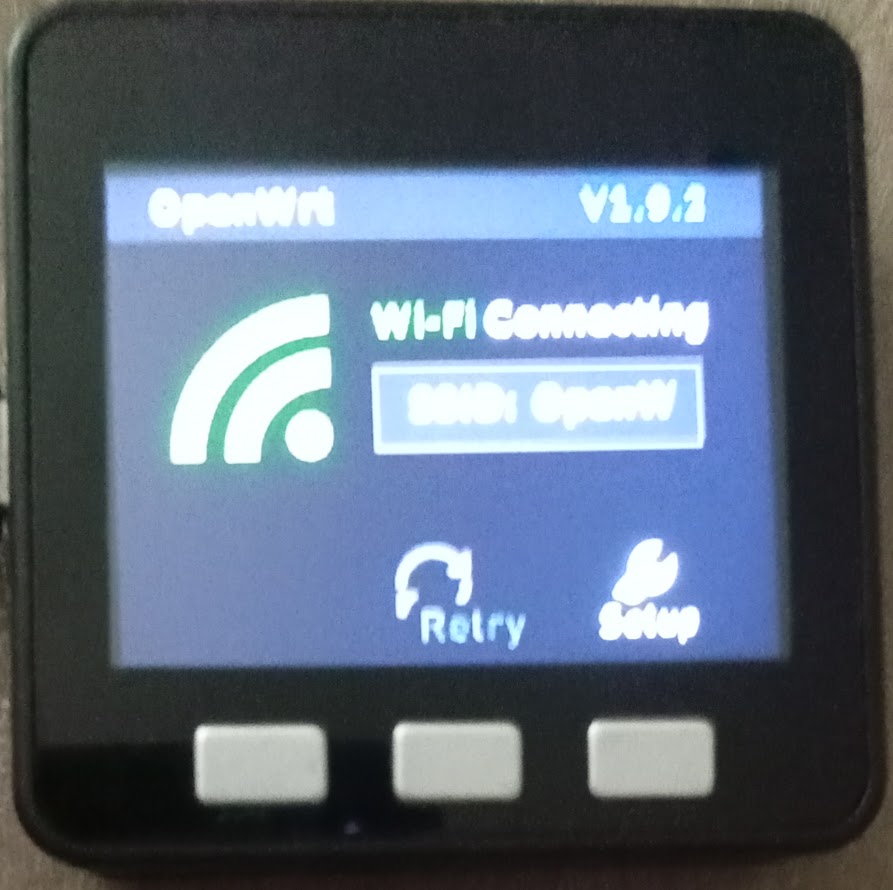 OpenWrt V1.9.2
Wi-Fi Connecting
SSID: OpenW
Retry Setup